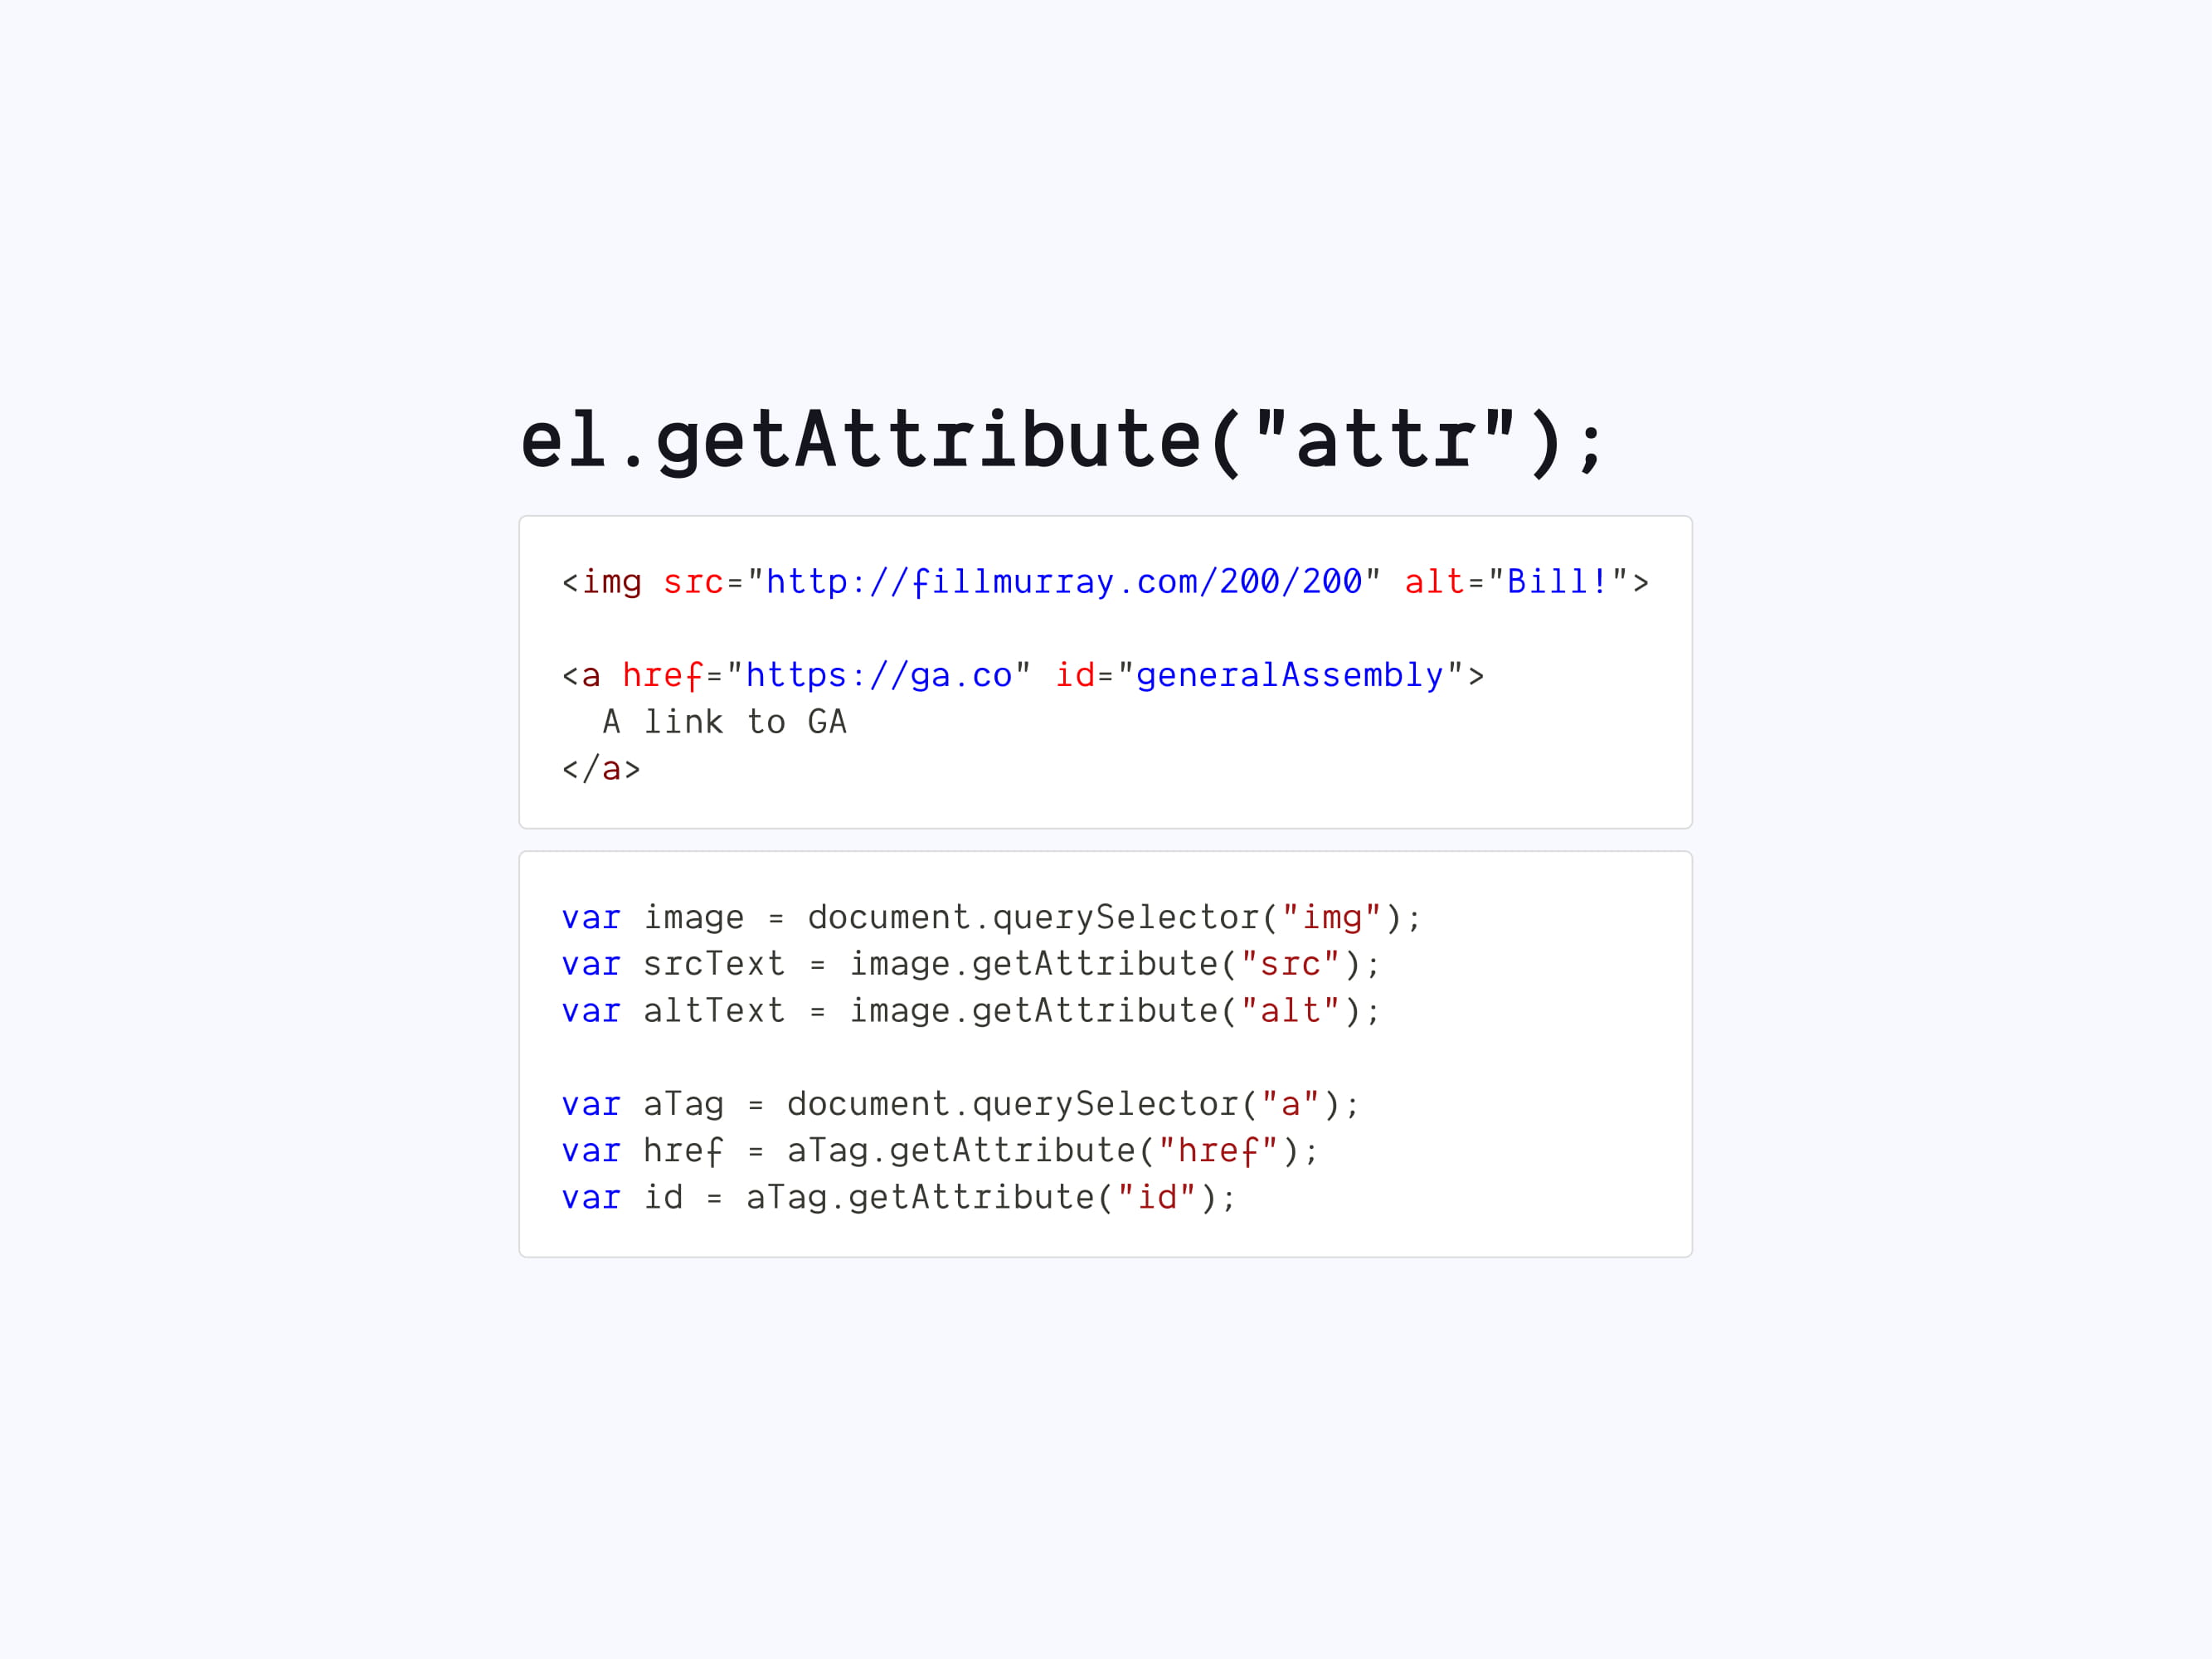 el.getAttribute("attr");
<img src="http://fillmurray.com/200/200" alt="Bill!">
<a href="https://ga.co" id="generalAssembly">
  A link to GA
</a>
var image = document.querySelector("img");
var srcText = image.getAttribute("src");
var altText = image.getAttribute("alt");
var aTag = document.querySelector("a");
var href = aTag.getAttribute("href");
var id = aTag.getAttribute("id");